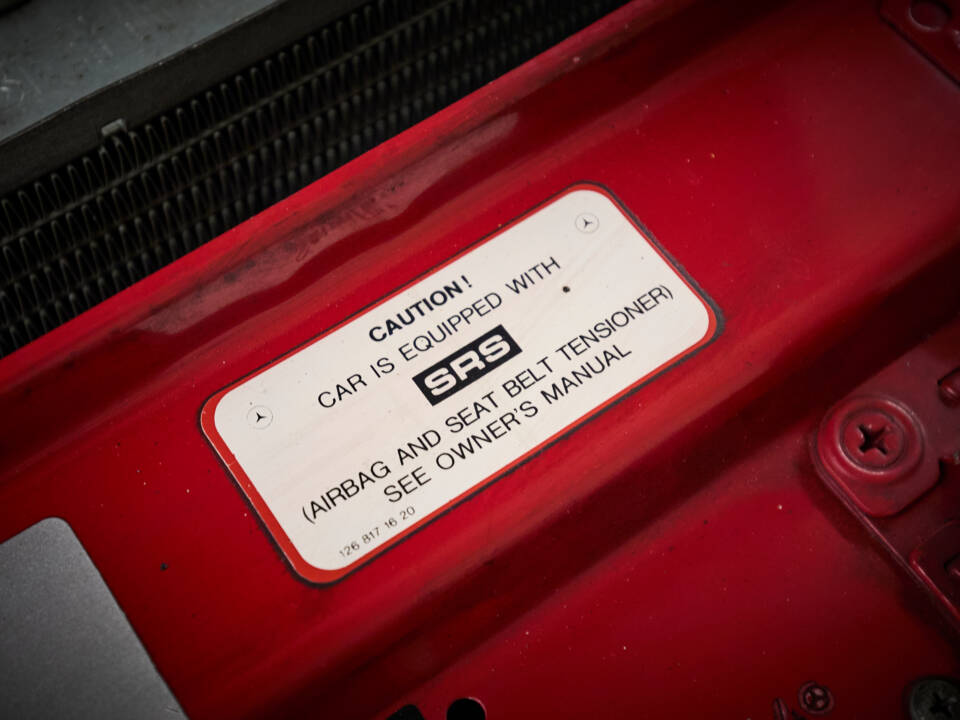 CAUTION!
CAR IS EQUIPPED WITH
SRS
(AIRBAG AND SEAT BELT TENSIONER)
SEE OWNER'S MANUAL
126 817 16 20